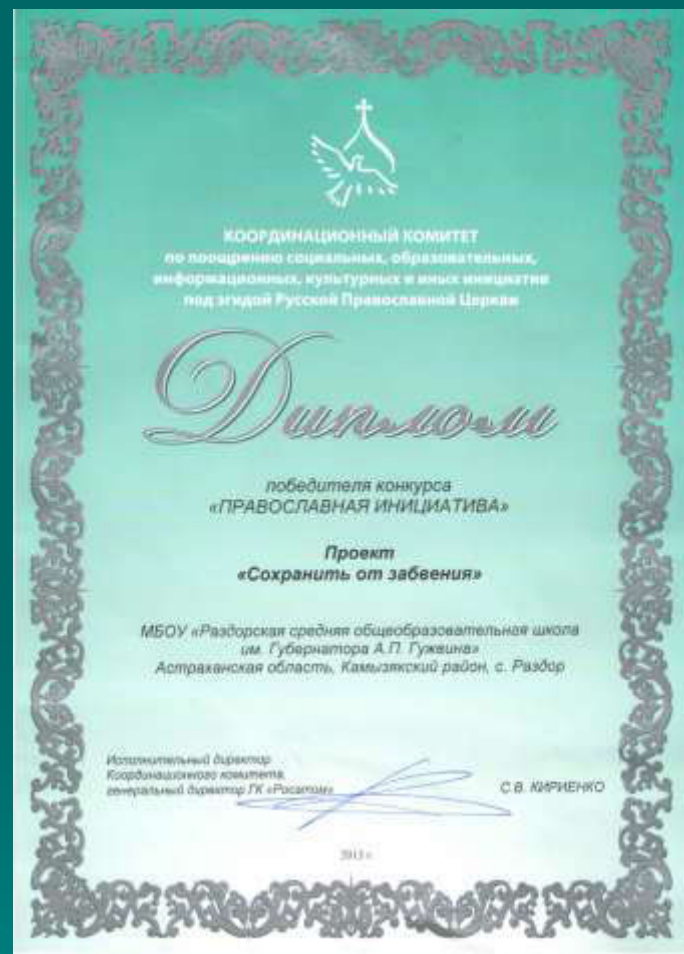 КООРДИНАЦИОННЫЙ КОМИТЕТ
по поощрению социальных, образовательных,
информационных, культурных и иных инициатив
под эгидой Русской Православной Церкви
Диплом
победителя конкурса
«ПРАВОСЛАВНАЯ ИНИЦИАТИВА»
Проект
«Сохранить от забвения»
МБОУ «Раздорская средняя общеобразовательная школа
им. Губернатора А.П. Гужвина»
Астраханская область, Камызякский район, с. Раздор
Исполнительный директор
Координационного комитета,
генеральный директор ГК «Росатом»
С.В. КИРИЕНКО
2013 г.